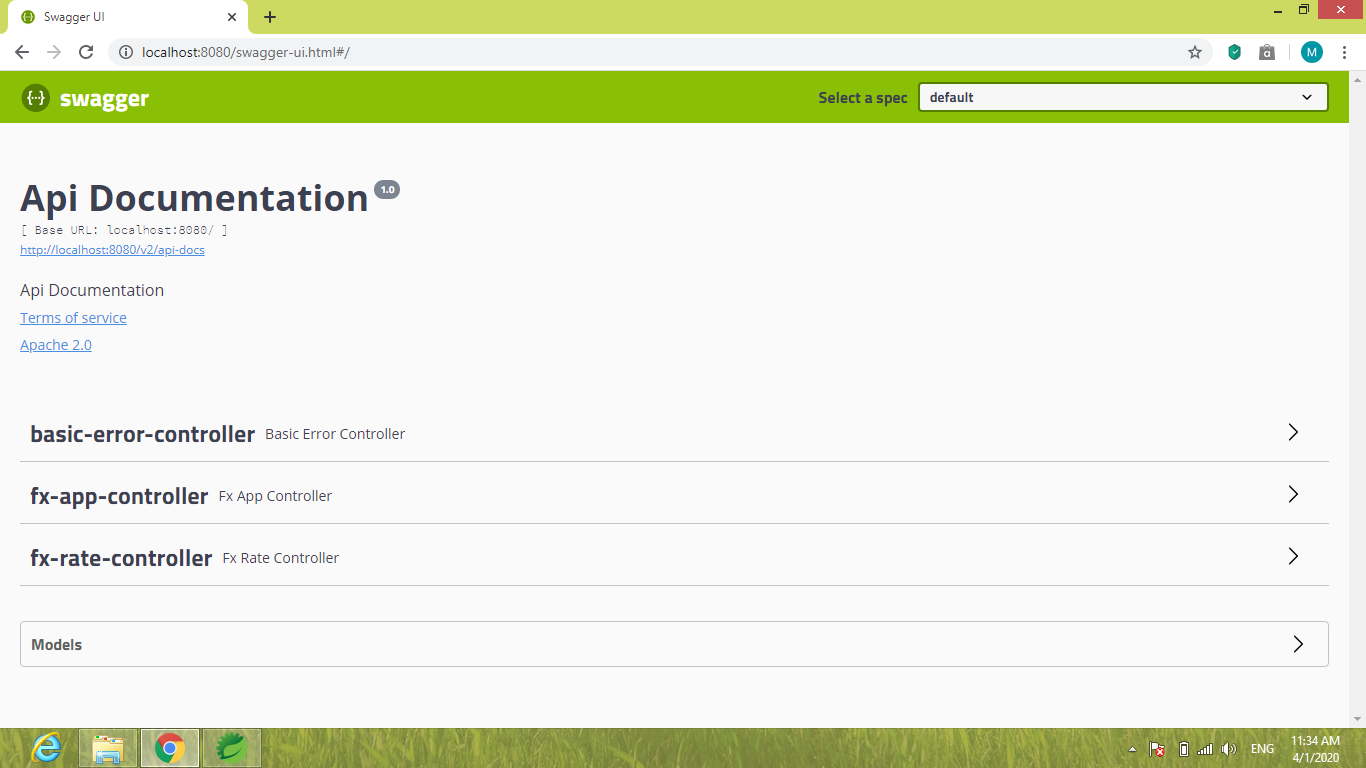 Swagger UI
localhost:8080/swagger-ui.html#/
M
{··} swagger
Select a spec
default
Api Documentation 1.0
[ Base URL: localhost:8080/ ]
http://localhost:8080/v2/api-docs
Api Documentation
Terms of service
Apache 2.0
basic-error-controller Basic Error Controller
fx-app-controller Fx App Controller
fx-rate-controller Fx Rate Controller
Models
ENG
11:34 AM
4/1/2020